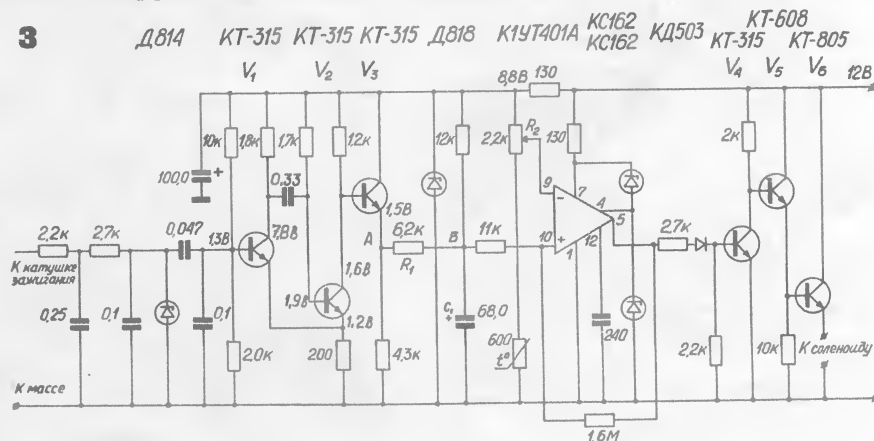 3
Д814
КТ-315
КТ-315
КТ-315
Д818
К1УТ401А
КС162
КС162
КД503
КТ-315
КТ-608
КТ-805
V1
V2
V3
V4
V5
V6
8,8В
130
12В
10к
1,8к
1,7к
1,2к
12к
2,2к
R2
130
2к
100,0
+
0,33
9
7
4
5
1,5В
2,2к
2,7к
0,047
1,3В
7,8В
A
6,2к
B
11к
10
12
1
2,7к
R1
К катушке
зажигания
1,6В
1,9В
1,2В
0,25
0,1
0,1
С1
+
68,0
240
2,0к
200
4,3к
600
t°
2,2к
10к
К соленоиду
К массе
1,6М